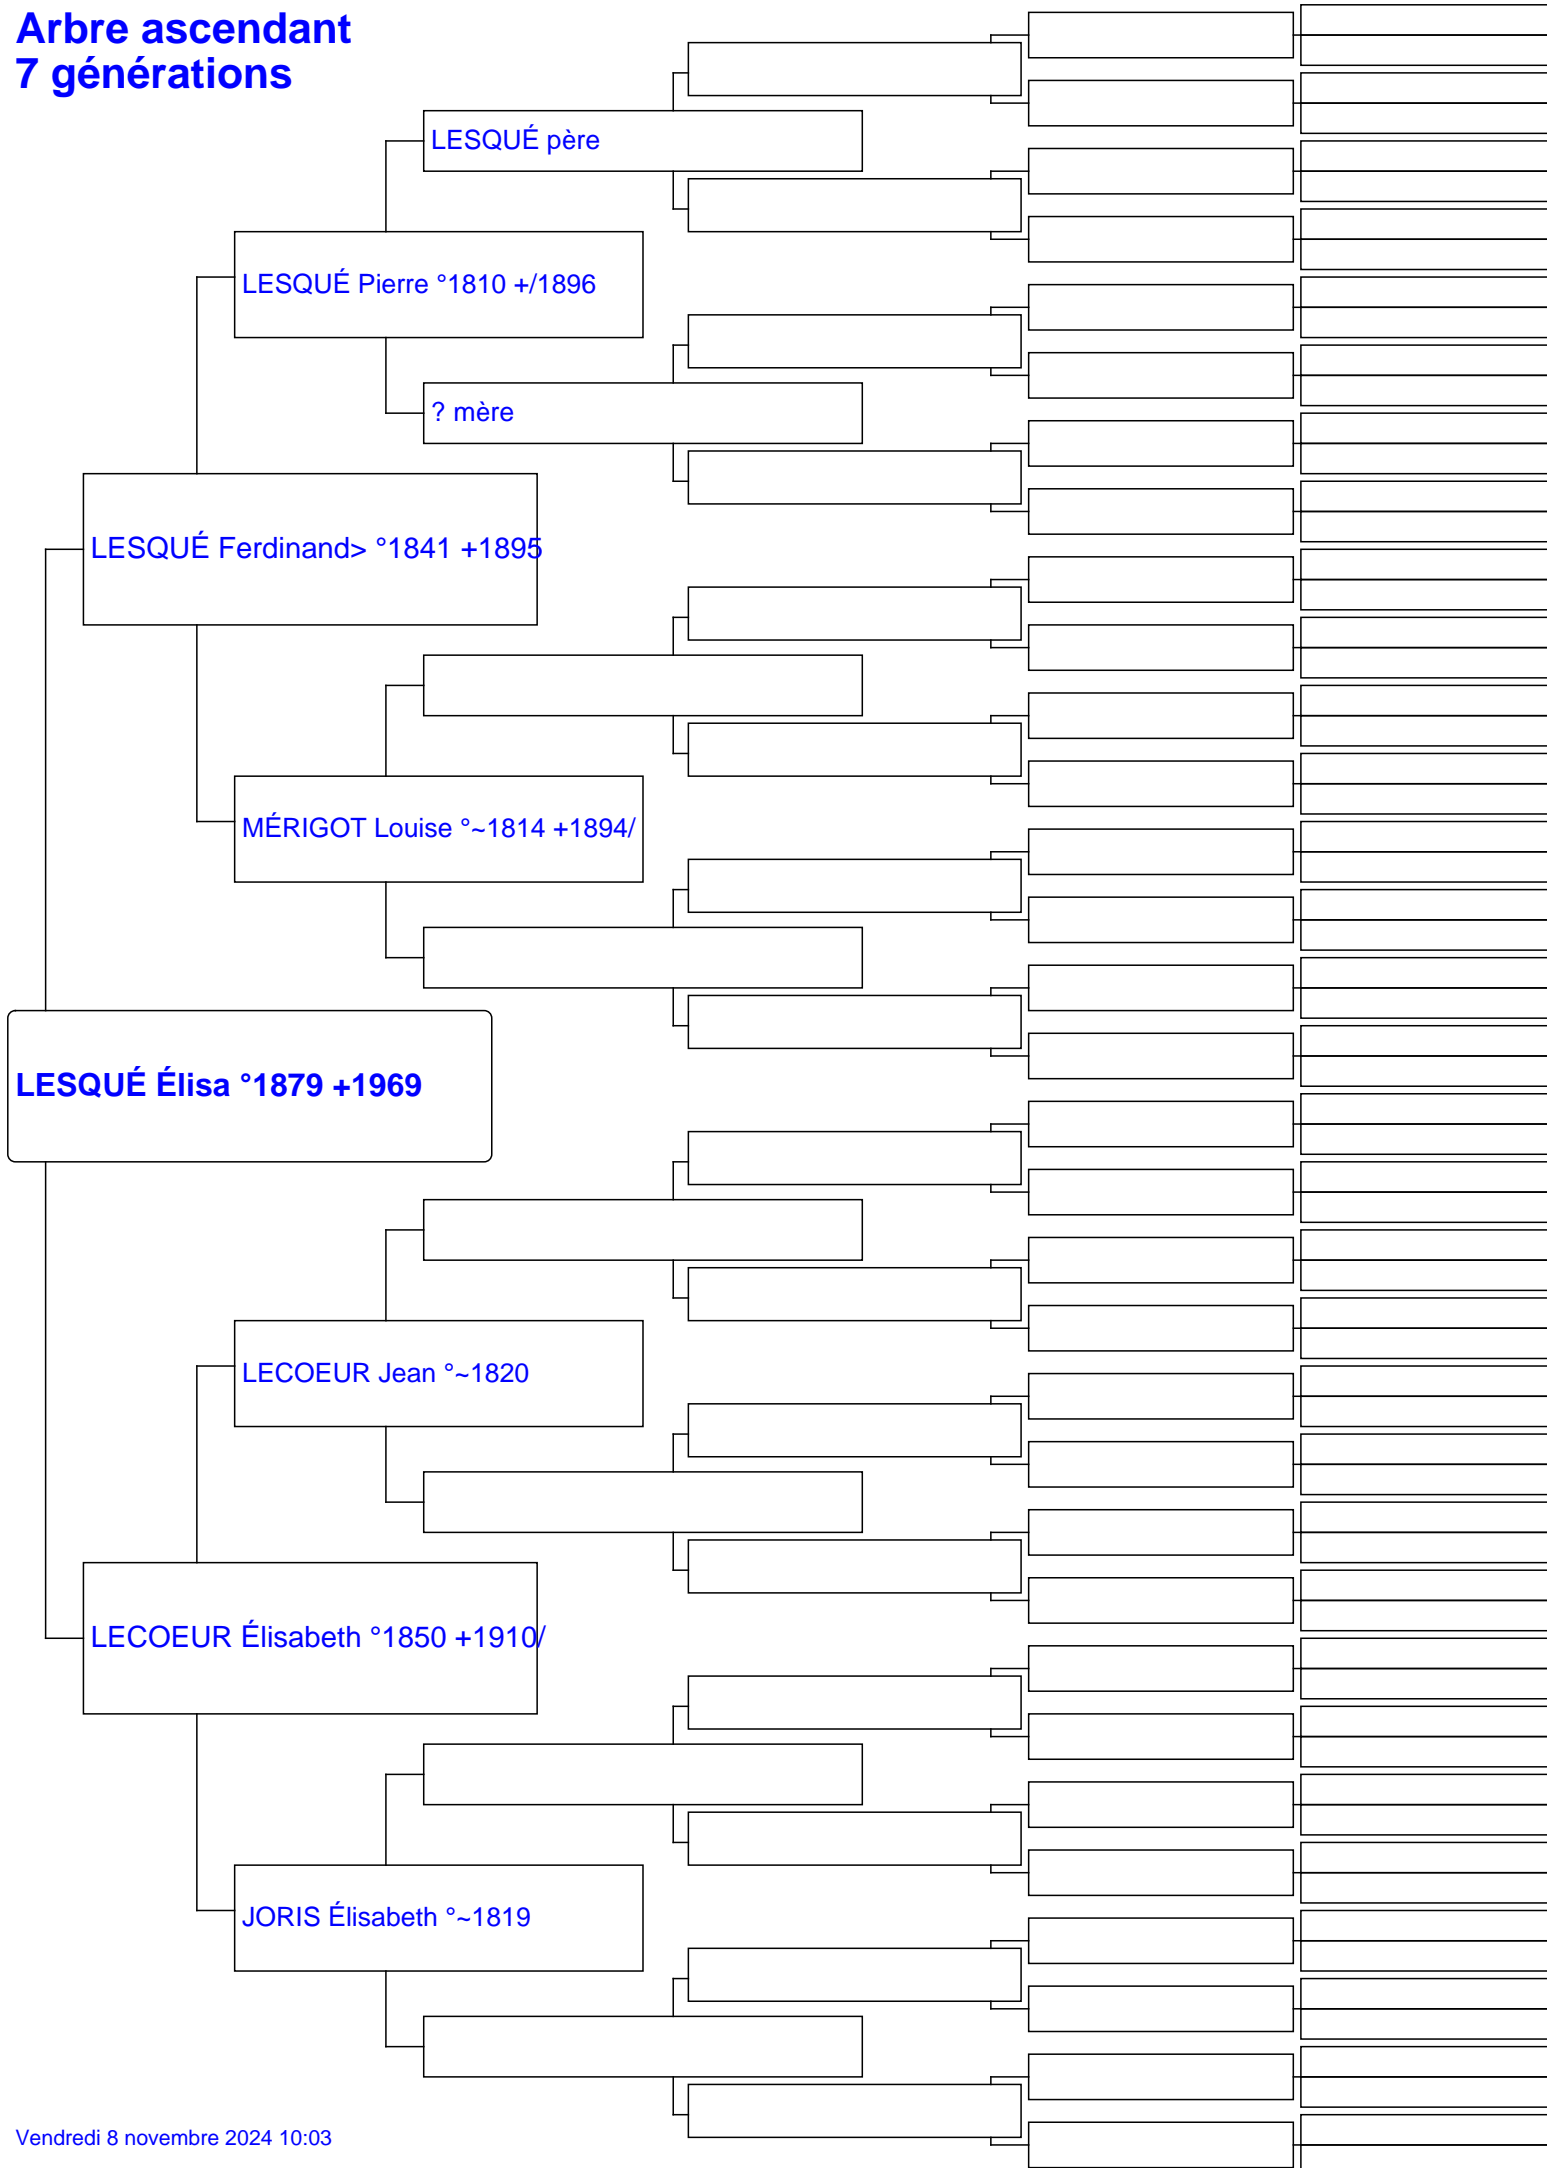 Arbre ascendant
7 générations
LESQUÉ père
LESQUÉ Pierre °1810 +/1896
? mère
LESQUÉ Ferdinand> °1841 +1895
MÉRIGOT Louise °~1814 +1894/
LESQUÉ Élisa °1879 +1969
LECOEUR Jean °~1820
LECOEUR Élisabeth °1850 +1910/
JORIS Élisabeth °~1819
Vendredi 8 novembre 2024 10:03